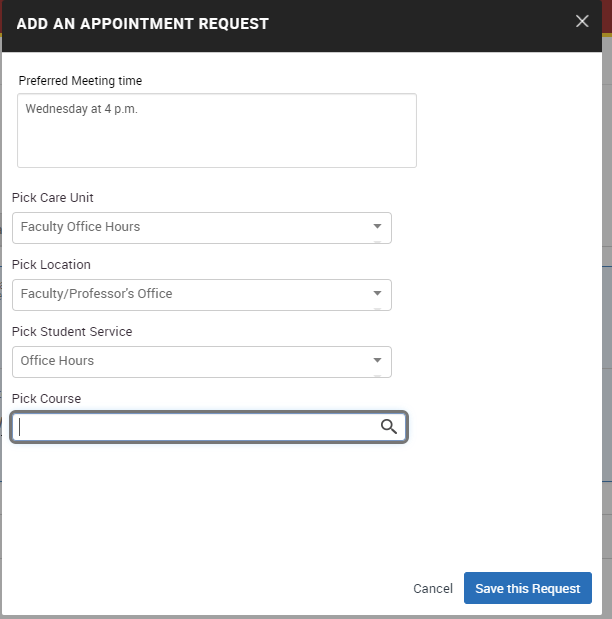 ADD AN APPOINTMENT REQUEST
Preferred Meeting time
Wednesday at 4 p.m.
Pick Care Unit
Faculty Office Hours
Pick Location
Faculty/Professor's Office
Pick Student Service
Office Hours
Pick Course
Cancel
Save this Request